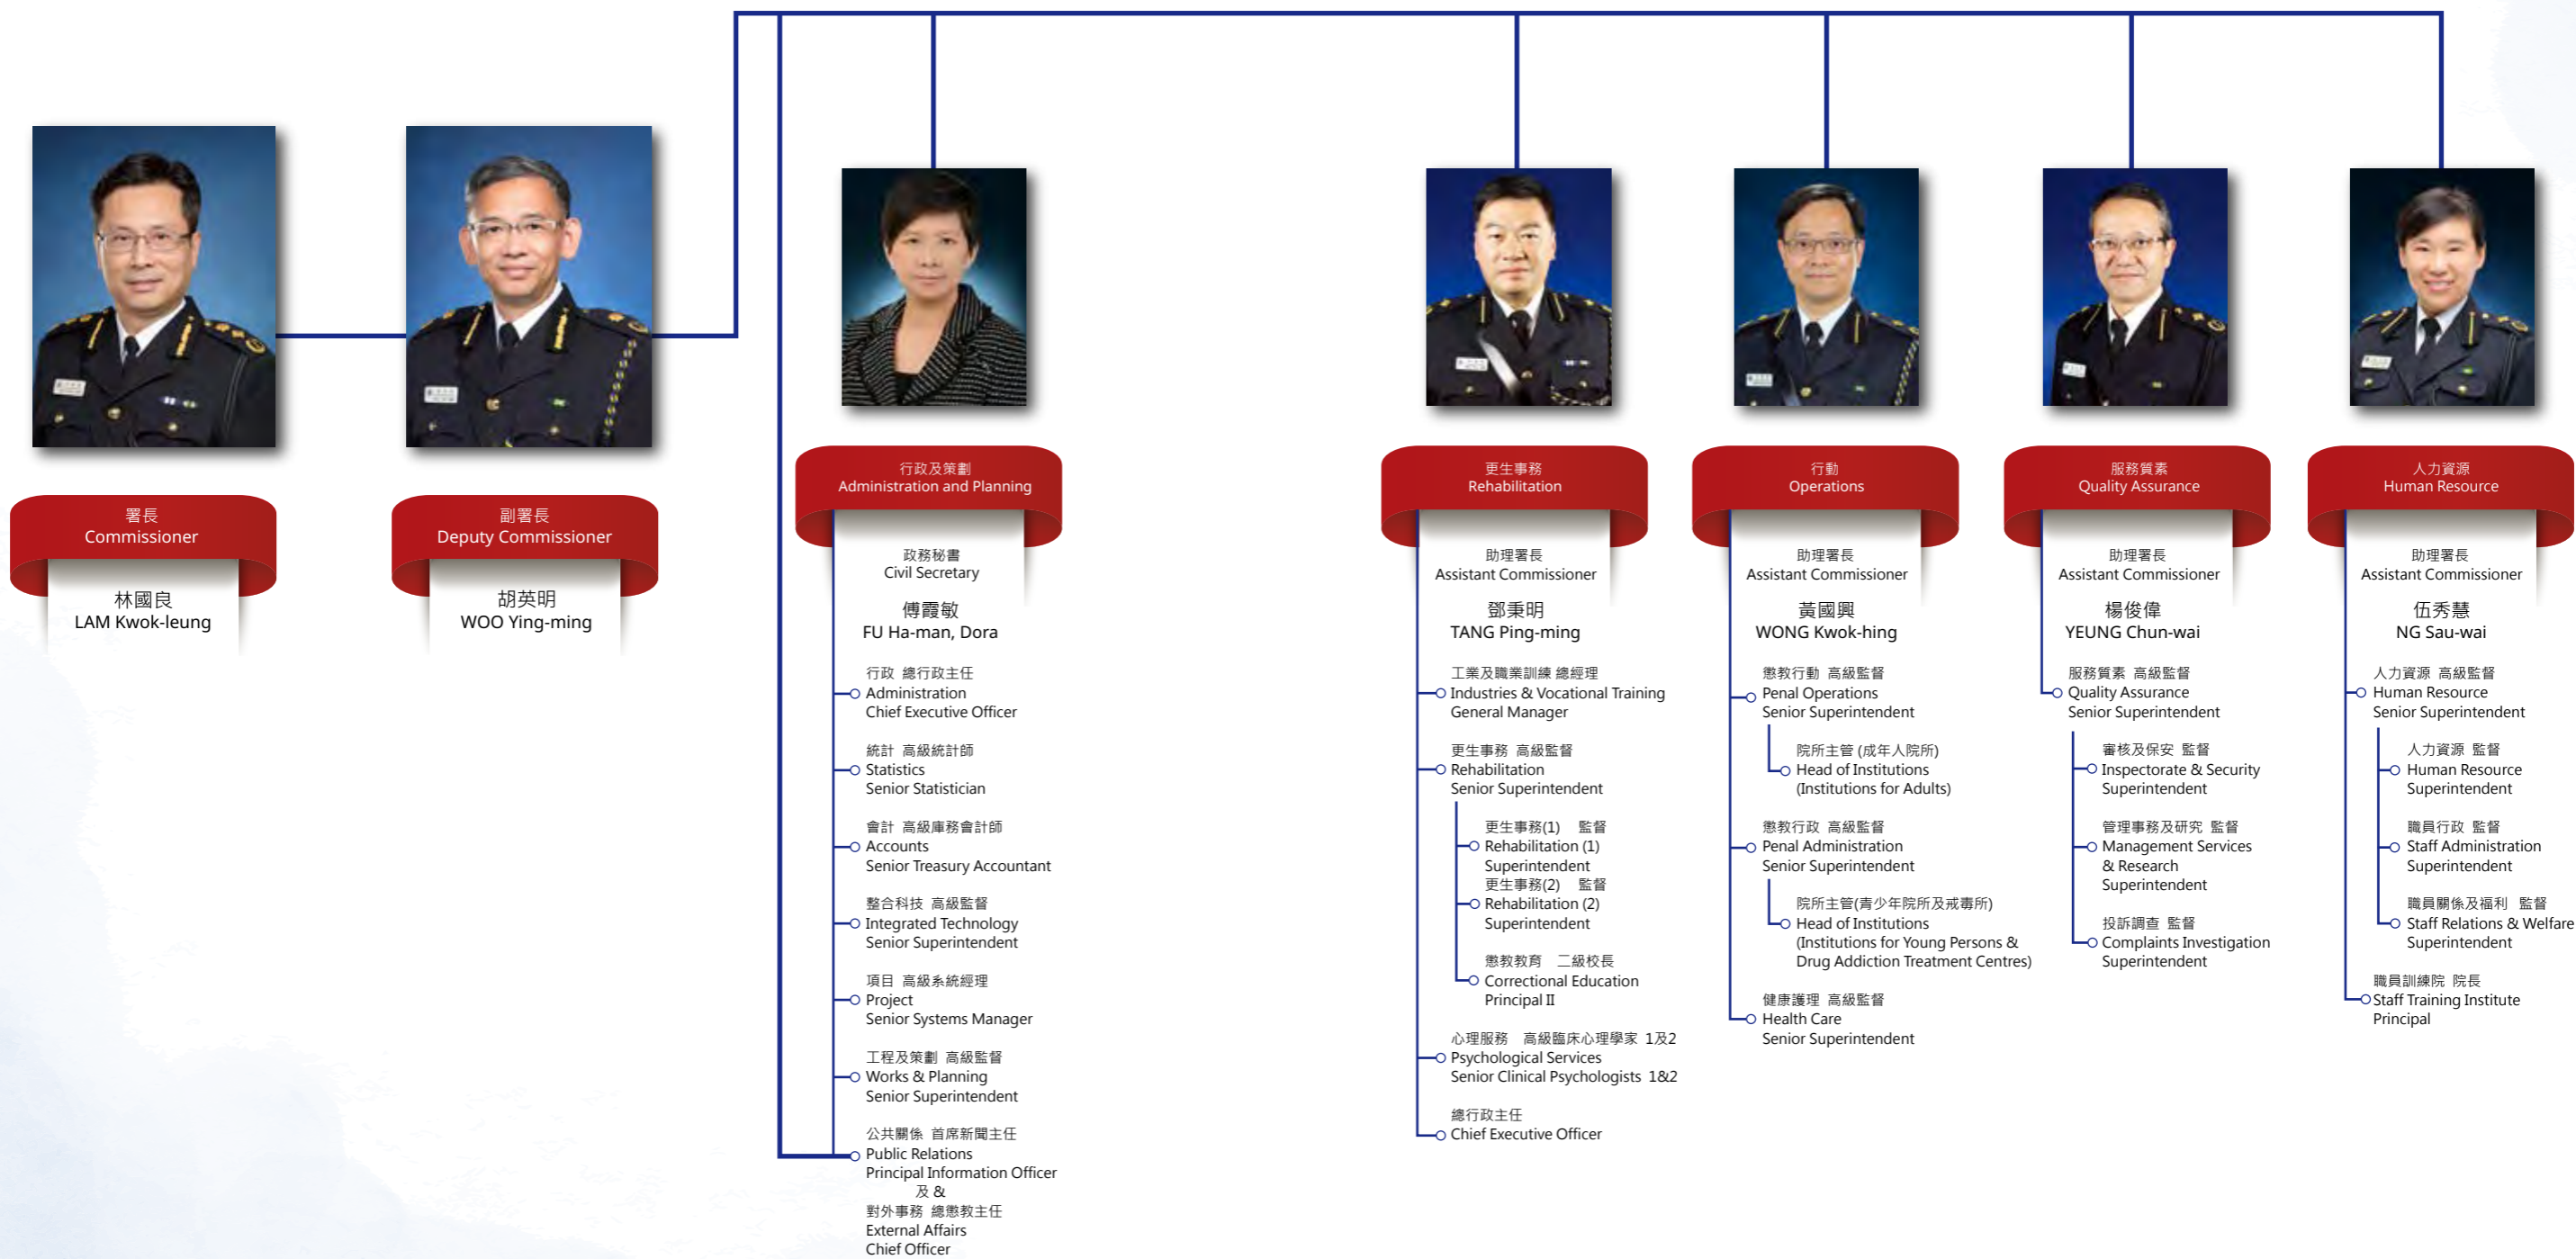 署長
Commissioner
林國良
LAM Kwok-leung
副署長
Deputy Commissioner
胡英明
WOO Ying-ming
行政及策劃
Administration and Planning
政務秘書
Civil Secretary
傅霞敏
FU Ha-man, Dora
行政 總行政主任
Administration
Chief Executive Officer
統計 高級統計師
Statistics
Senior Statistician
會計 高級庫務會計師
Accounts
Senior Treasury Accountant
整合科技 高級監督
Integrated Technology
Senior Superintendent
項目 高級系統經理
Project
Senior Systems Manager
工程及策劃 高級監督
Works & Planning
Senior Superintendent
公共關係 首席新聞主任
Public Relations
Principal Information Officer
及 &
對外事務 總懲教主任
External Affairs
Chief Officer
更生事務
Rehabilitation
助理署長
Assistant Commissioner
鄧秉明
TANG Ping-ming
工業及職業訓練 總經理
Industries & Vocational Training
General Manager
更生事務 高級監督
Rehabilitation
Senior Superintendent
更生事務(1) 監督
Rehabilitation (1)
Superintendent
更生事務(2) 監督
Rehabilitation (2)
Superintendent
懲教教育 二級校長
Correctional Education
Principal II
心理服務 高級臨床心理學家 1及2
Psychological Services
Senior Clinical Psychologists 1&2
總行政主任
Chief Executive Officer
行動
Operations
助理署長
Assistant Commissioner
黃國興
WONG Kwok-hing
懲教行動 高級監督
Penal Operations
Senior Superintendent
院所主管 (成年人院所)
Head of Institutions
(Institutions for Adults)
懲教行政 高級監督
Penal Administration
Senior Superintendent
院所主管(青少年院所及戒毒所)
Head of Institutions
(Institutions for Young Persons &
Drug Addiction Treatment Centres)
健康護理 高級監督
Health Care
Senior Superintendent
服務質素
Quality Assurance
助理署長
Assistant Commissioner
楊俊偉
YEUNG Chun-wai
服務質素 高級監督
Quality Assurance
Senior Superintendent
審核及保安 監督
Inspectorate & Security
Superintendent
管理事務及研究 監督
Management Services
& Research
Superintendent
投訴調查 監督
Complaints Investigation
Superintendent
人力資源
Human Resource
助理署長
Assistant Commissioner
伍秀慧
NG Sau-wai
人力資源 高級監督
Human Resource
Senior Superintendent
人力資源 監督
Human Resource
Superintendent
職員行政 監督
Staff Administration
Superintendent
職員關係及福利 監督
Staff Relations & Welfare
Superintendent
職員訓練院 院長
Staff Training Institute
Principal